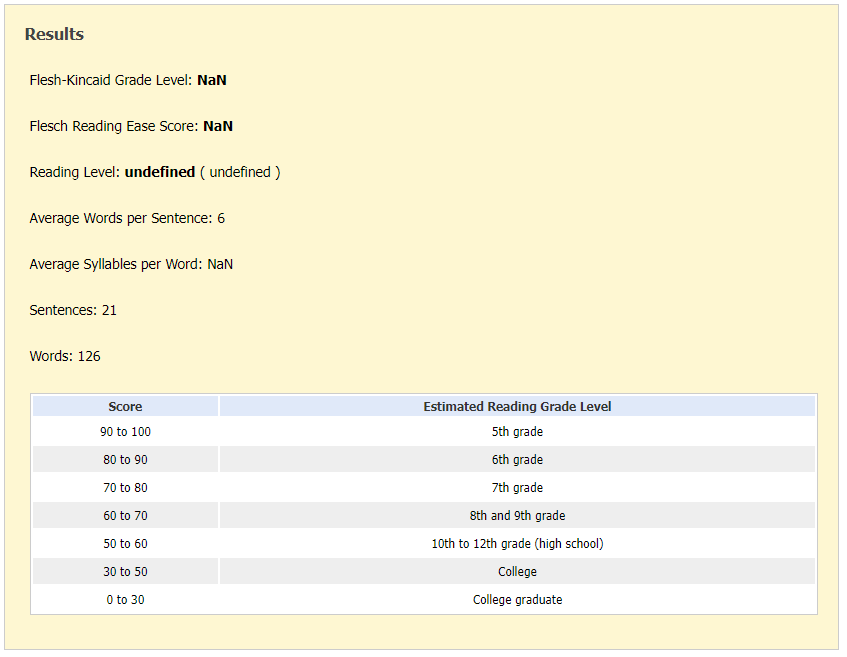 Results
Flesh-Kincaid Grade Level: NaN
Flesch Reading Ease Score: NaN
Reading Level: undefined ( undefined )
Average Words per Sentence: 6
Average Syllables per Word: NaN
Sentences: 21
Words: 126
Score Estimated Reading Grade Level
90 to 100 5th grade
80 to 90 6th grade
70 to 80 7th grade
60 to 70 8th and 9th grade
50 to 60 10th to 12th grade (high school)
30 to 50 College
0 to 30 College graduate